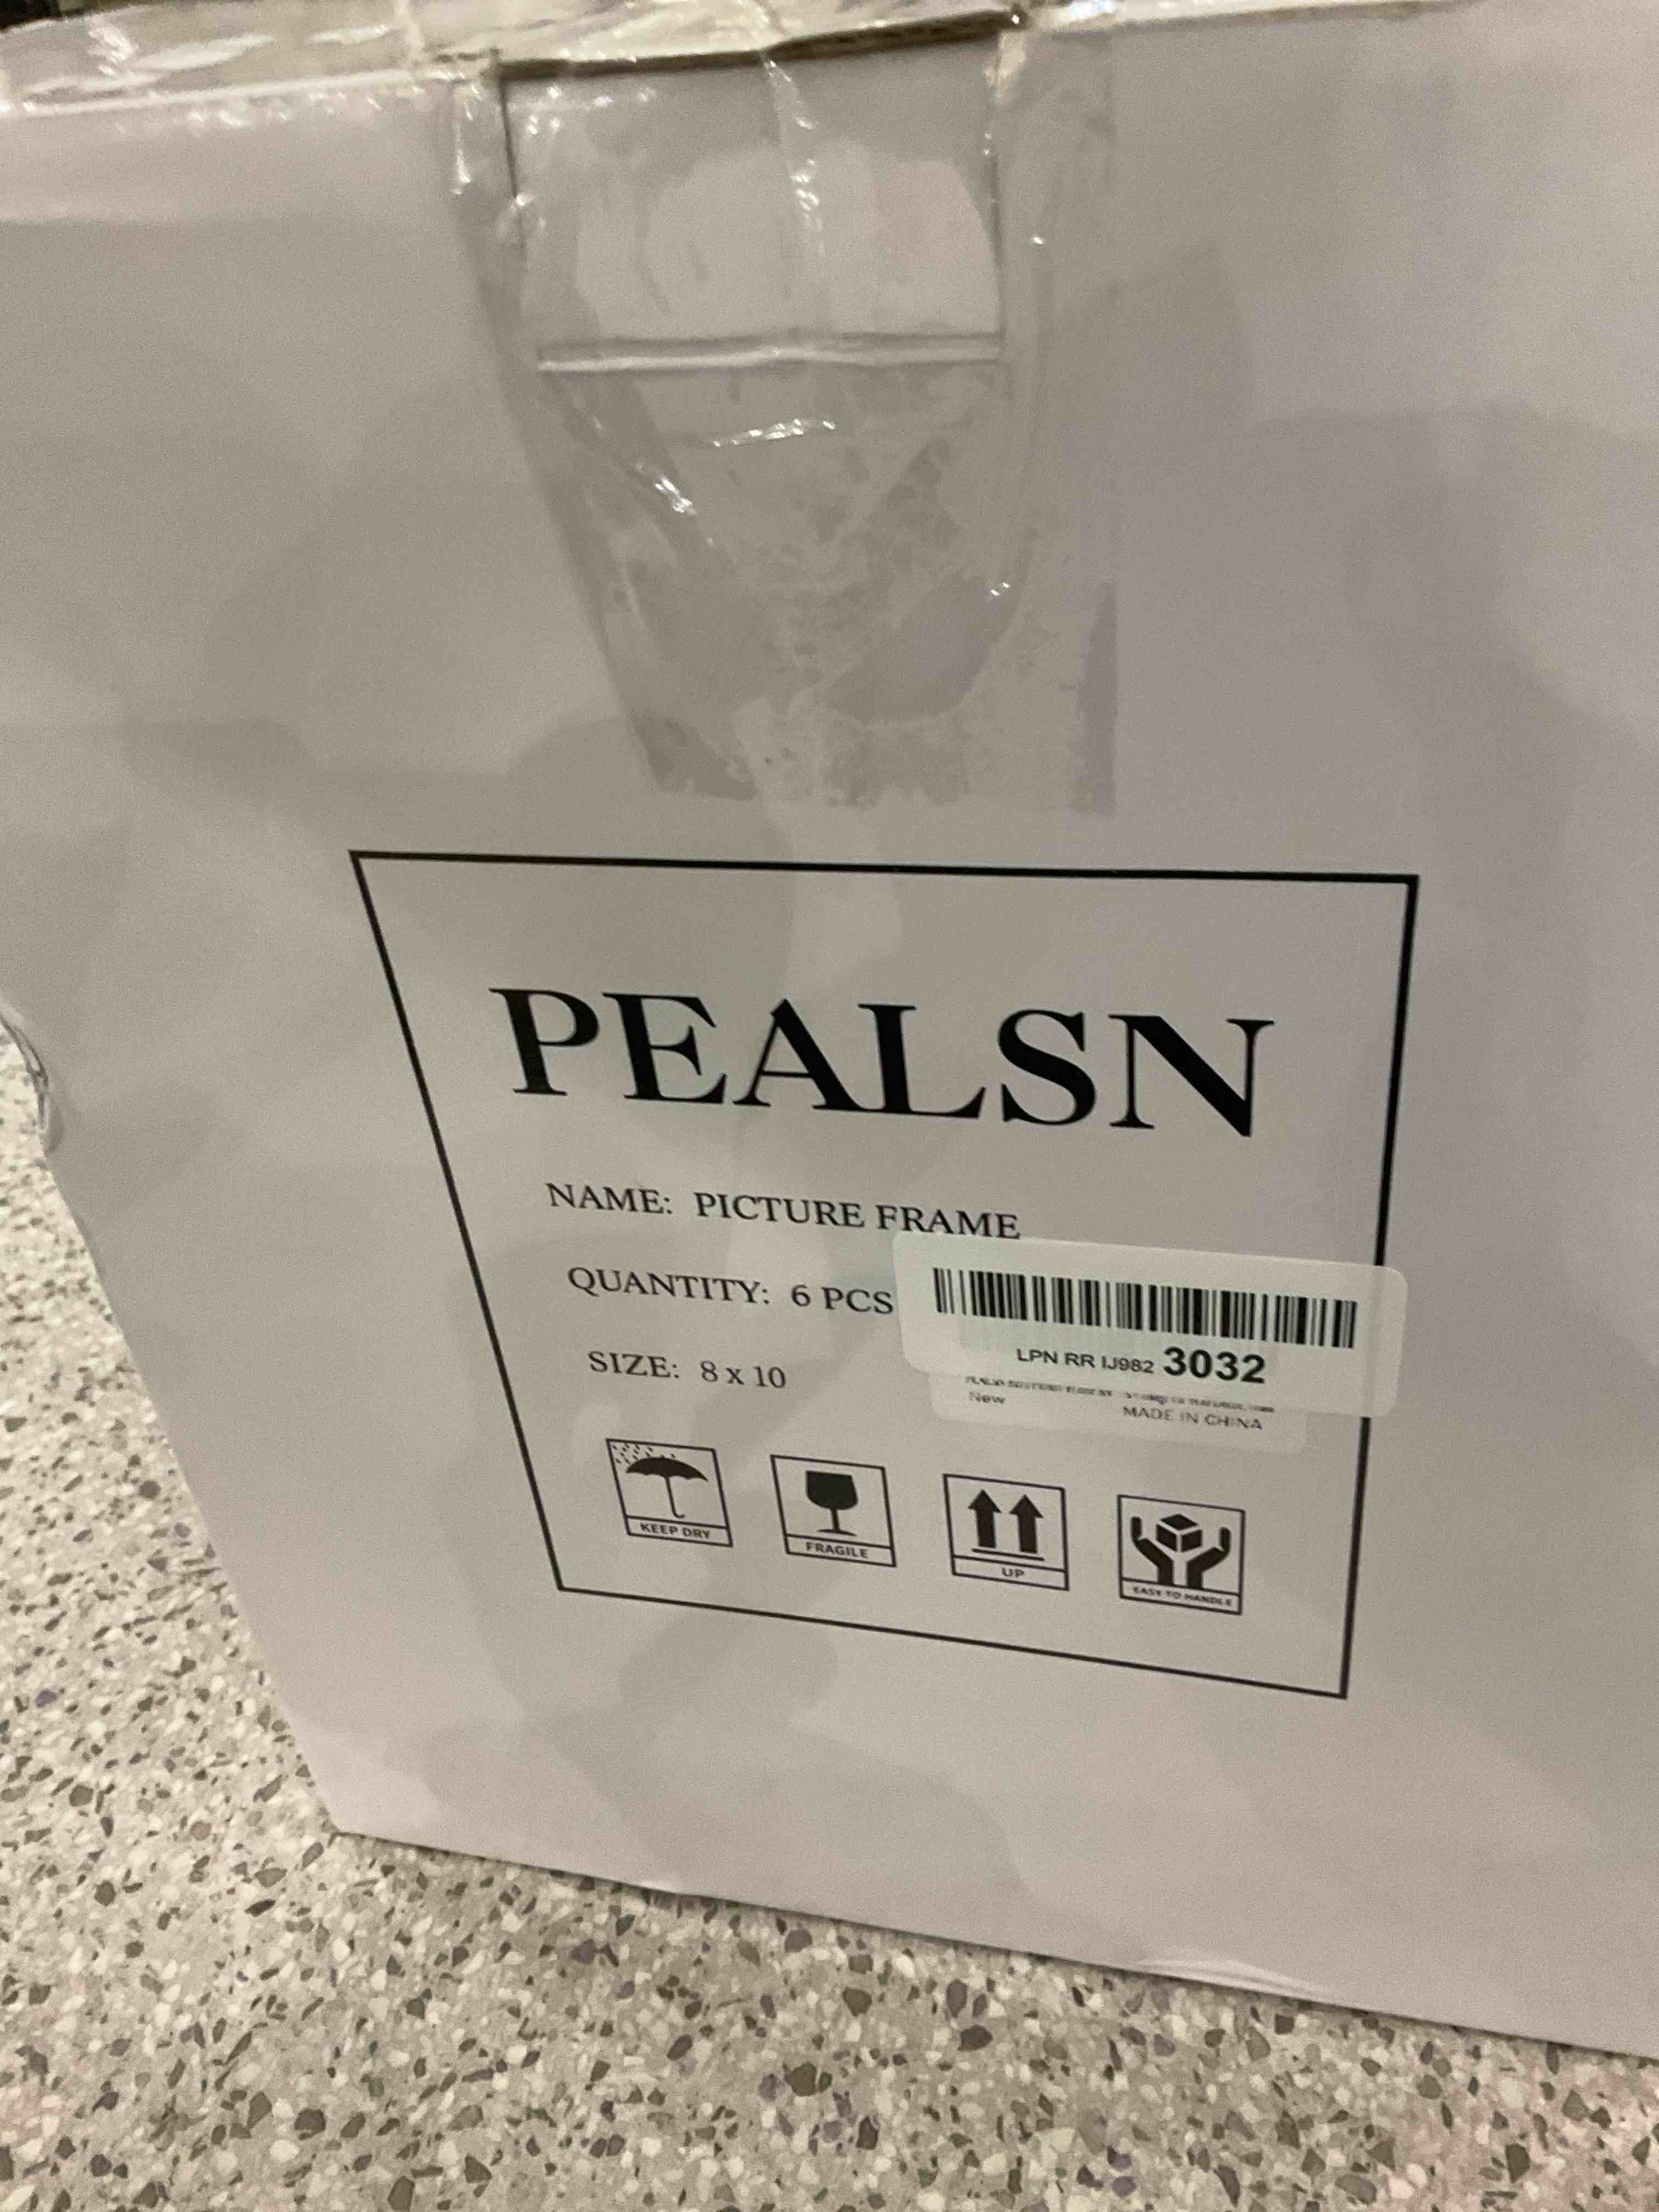 PEALSN
NAME: PICTURE FRAME
QUANTITY: 6 PCS
LPN RR IJ982 3032
SIZE: 8 x 10
New
MADE IN CHINA
KEEP DRY
FRAGILE
UP
EASY TO HANDLE